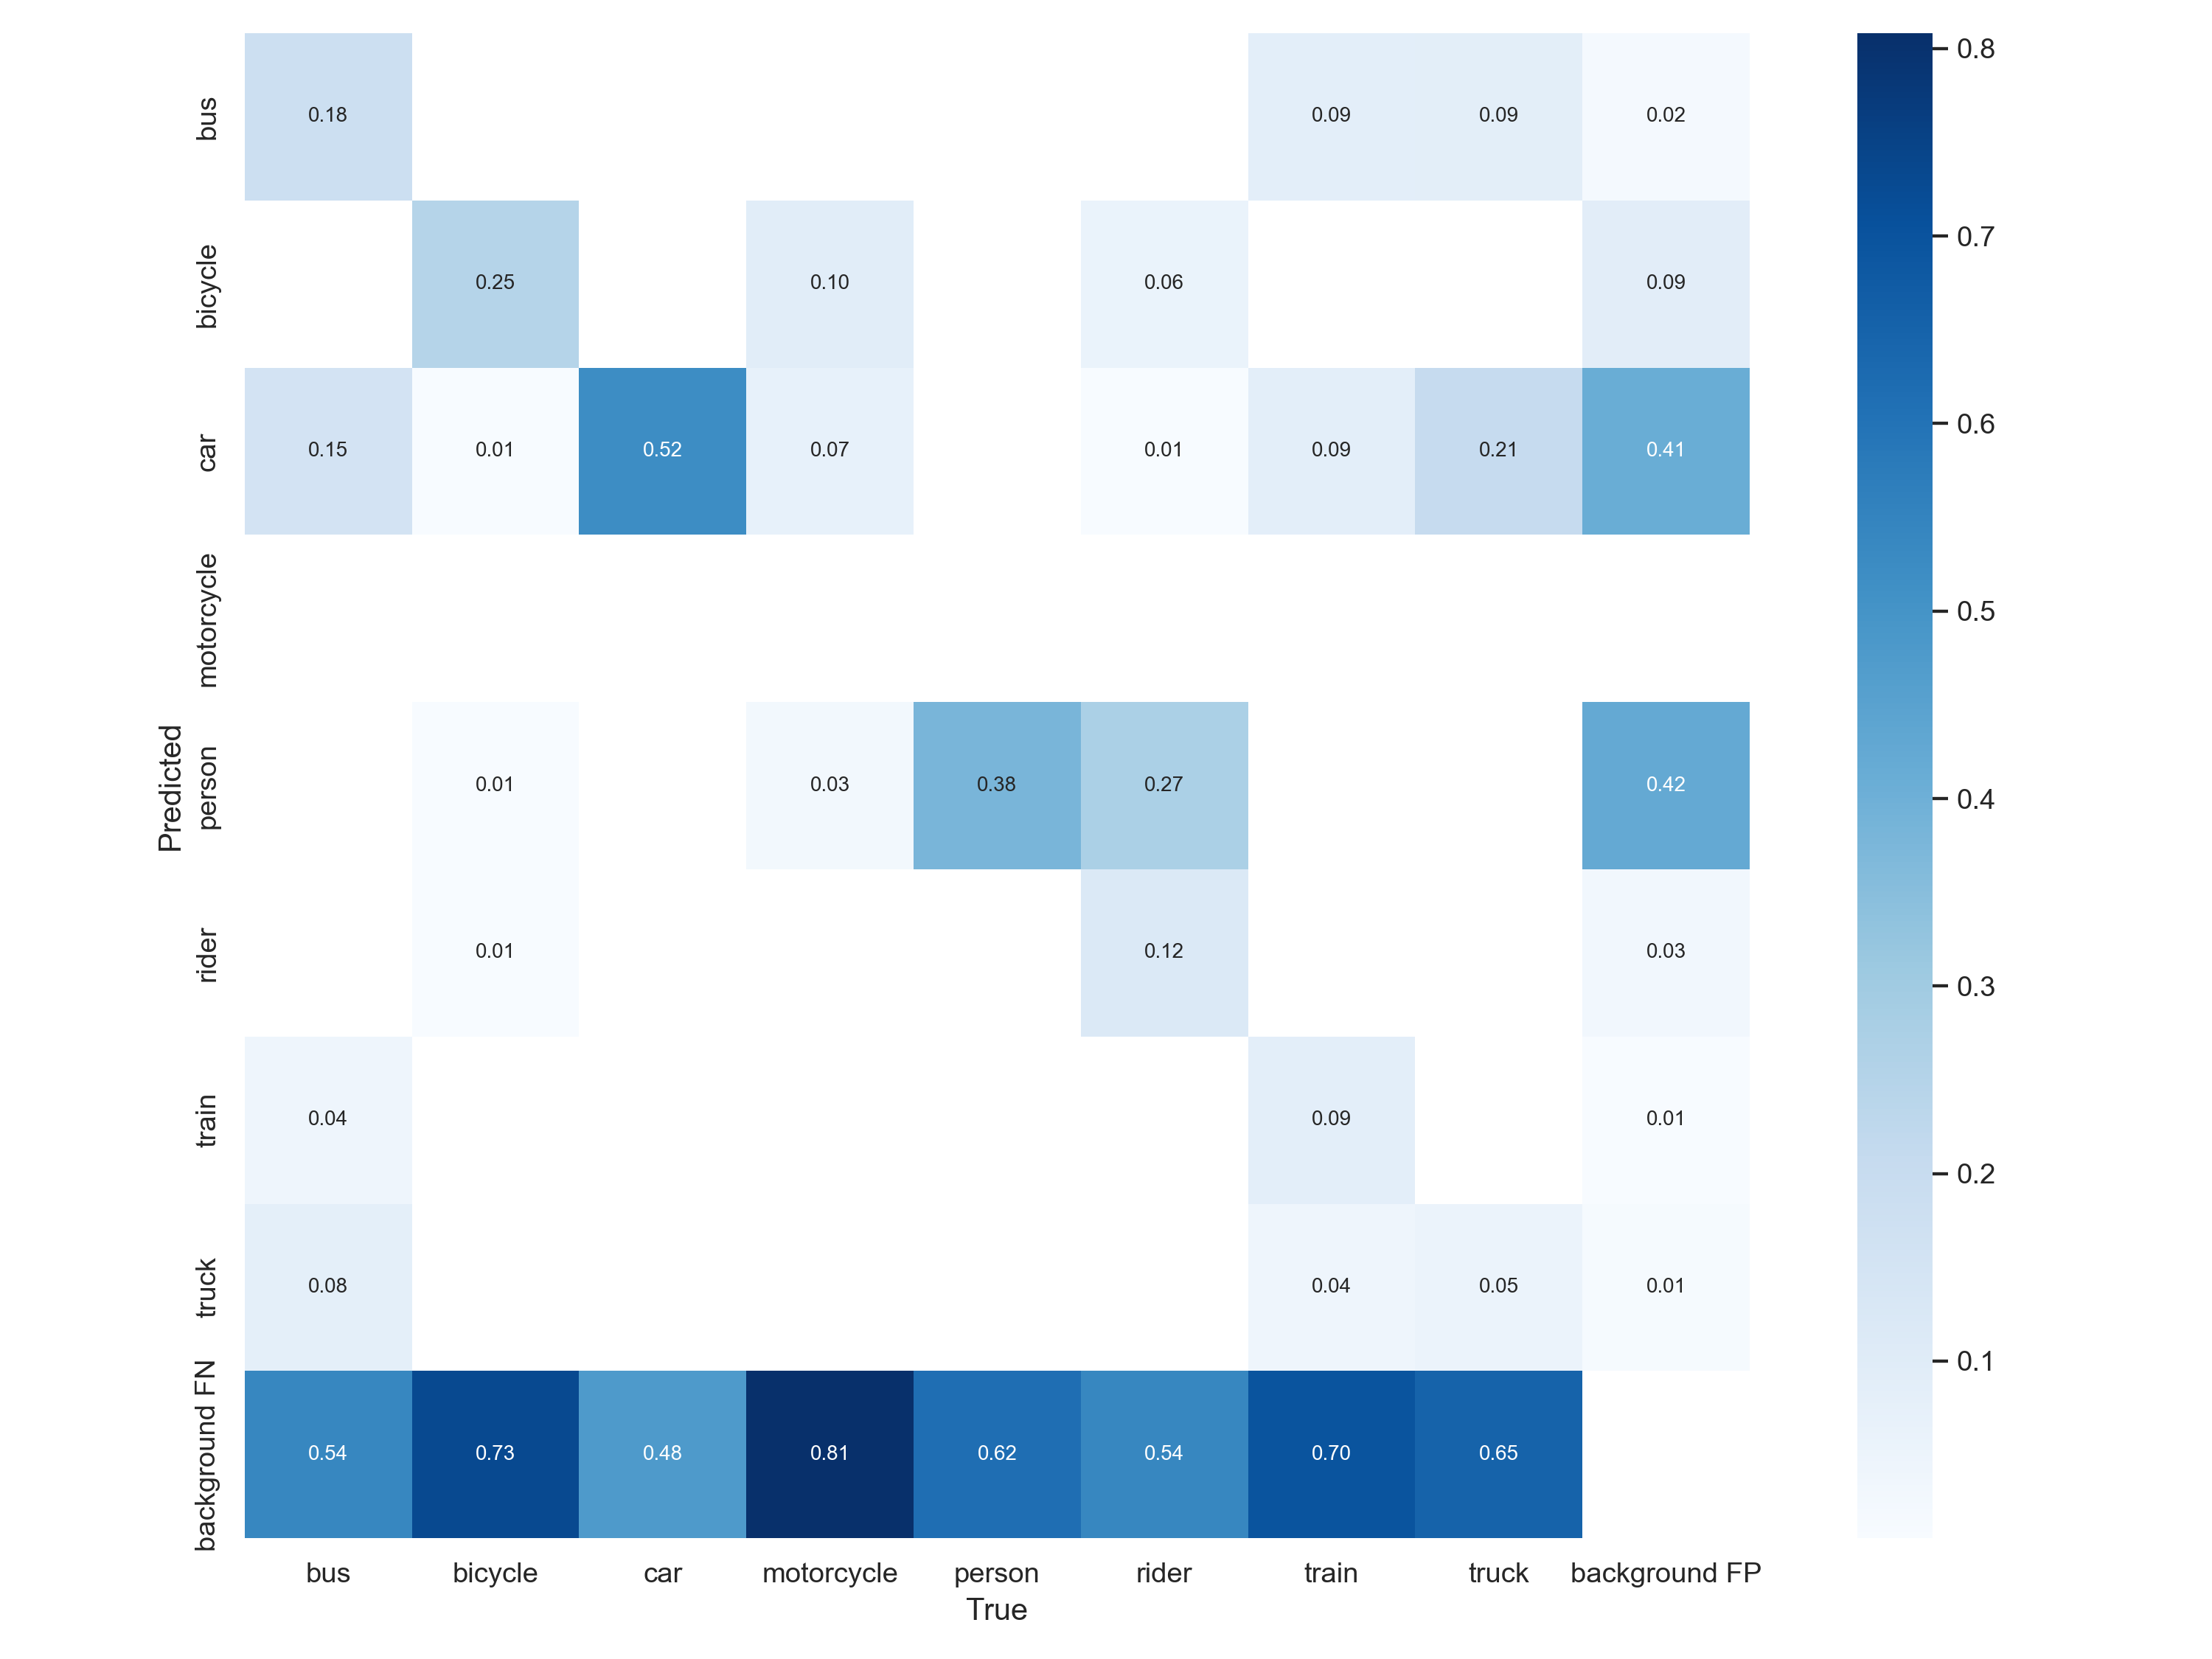 bus 0.18 0.09 0.09 0.02
bicycle 0.25 0.10 0.06 0.09
car 0.15 0.01 0.52 0.07 0.01 0.09 0.21 0.41
motorcycle
person 0.01 0.03 0.38 0.27 0.42
rider 0.01 0.12 0.03
train 0.04 0.09 0.01
truck 0.08 0.04 0.05 0.01
background FN 0.54 0.73 0.48 0.81 0.62 0.54 0.70 0.65
Predicted
bus bicycle car motorcycle person rider train truck background FP
True
0.8
0.7
0.6
0.5
0.4
0.3
0.2
0.1